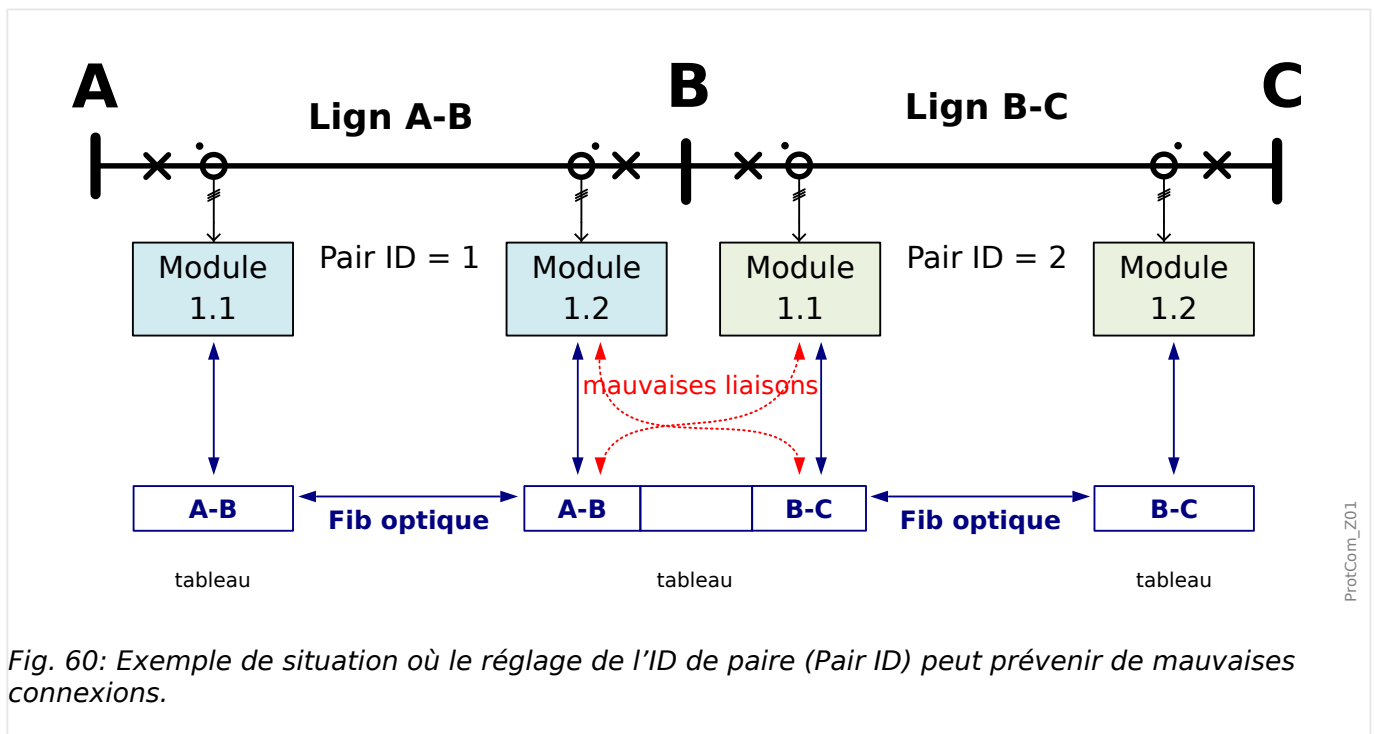 A
B
C
Lign A-B
Lign B-C
Module
1.1
Pair ID = 1
Module
1.2
Module
1.1
Pair ID = 2
Module
1.2
mauvaises liaisons
A-B
Fib optique
A-B
B-C
Fib optique
B-C
tableau
tableau
tableau
ProtCom_Z01
Fig. 60: Exemple de situation où le réglage de l’ID de paire (Pair ID) peut prévenir de mauvaises
connexions.